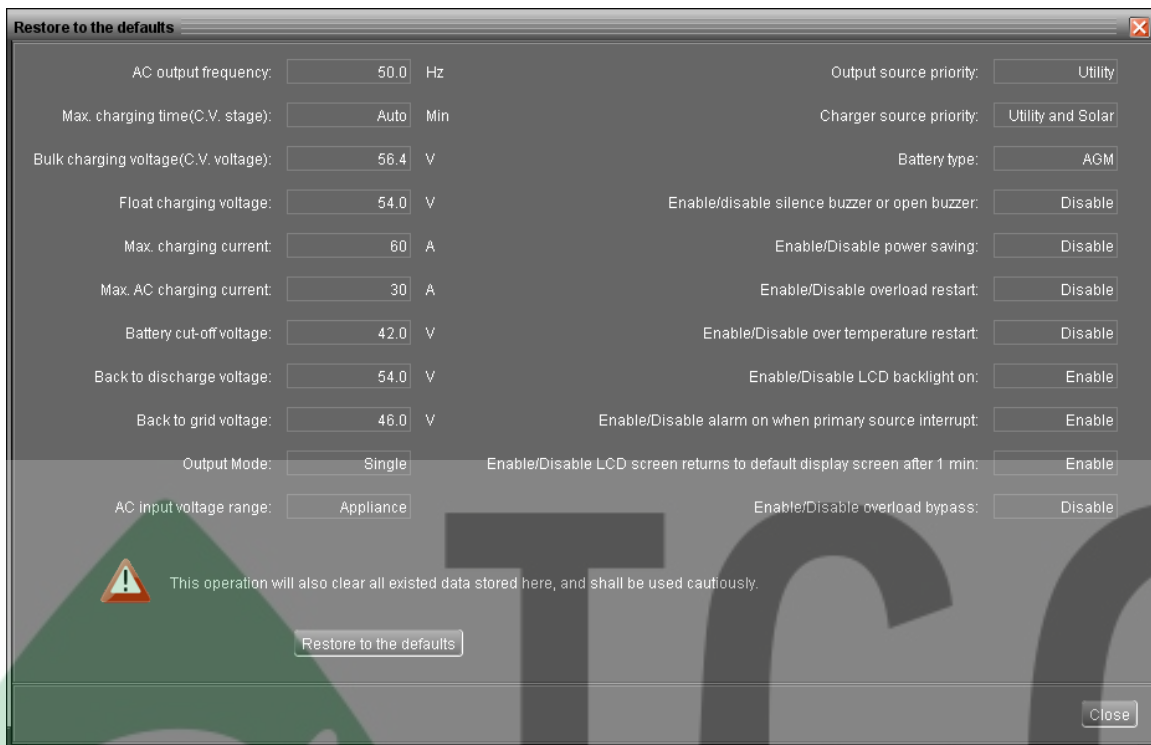 Restore to the defaults
AC output frequency: 50.0 Hz
Max. charging time(C.V. stage): Auto Min
Bulk charging voltage(C.V. voltage): 56.4 V
Float charging voltage: 54.0 V
Max. charging current: 60 A
Max. AC charging current: 30 A
Battery cut-off voltage: 42.0 V
Back to discharge voltage: 54.0 V
Back to grid voltage: 46.0 V
Output Mode: Single
AC input voltage range: Appliance
Output source priority: Utility
Charger source priority: Utility and Solar
Battery type: AGM
Enable/disable silence buzzer or open buzzer: Disable
Enable/Disable power saving: Disable
Enable/Disable overload restart: Disable
Enable/Disable over temperature restart: Disable
Enable/Disable LCD backlight on: Enable
Enable/Disable alarm on when primary source interrupt: Enable
Enable/Disable LCD screen returns to default display screen after 1 min: Enable
Enable/Disable overload bypass: Disable
This operation will also clear all existed data stored here, and shall be used cautiously.
Restore to the defaults
Close